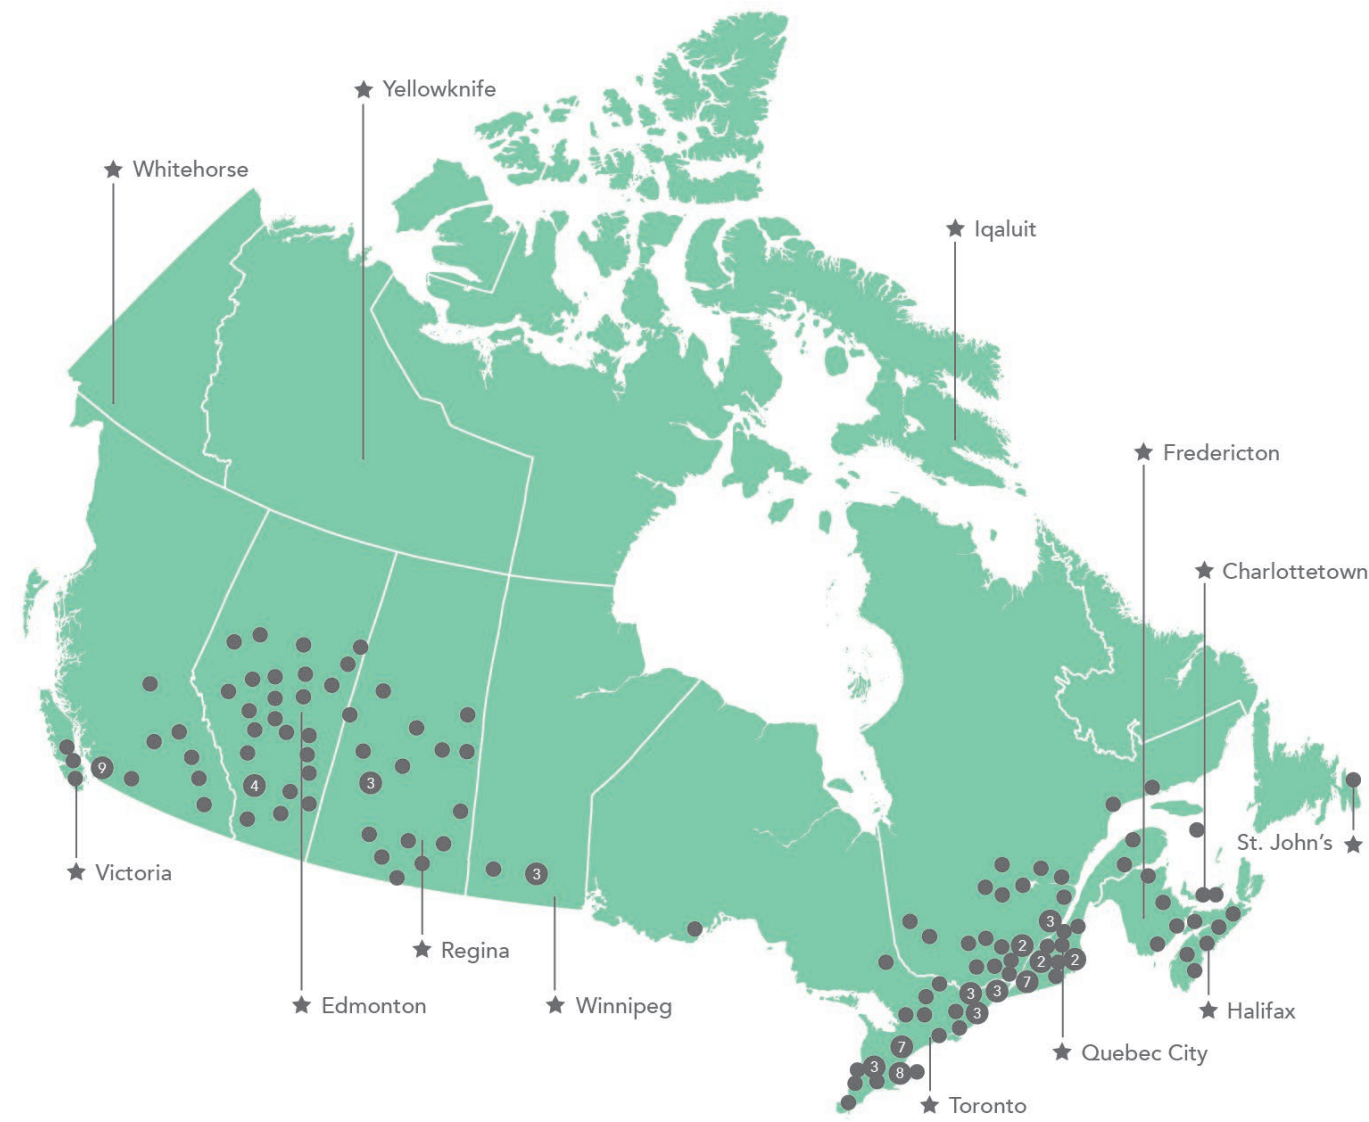 Yellowknife
Whitehorse
Iqaluit
Fredericton
Charlottetown
9
4
3
St. John's
Victoria
3
3
Regina
2
2
2
Edmonton
Winnipeg
7
3
3
3
Halifax
7
Quebec City
3
8
Toronto